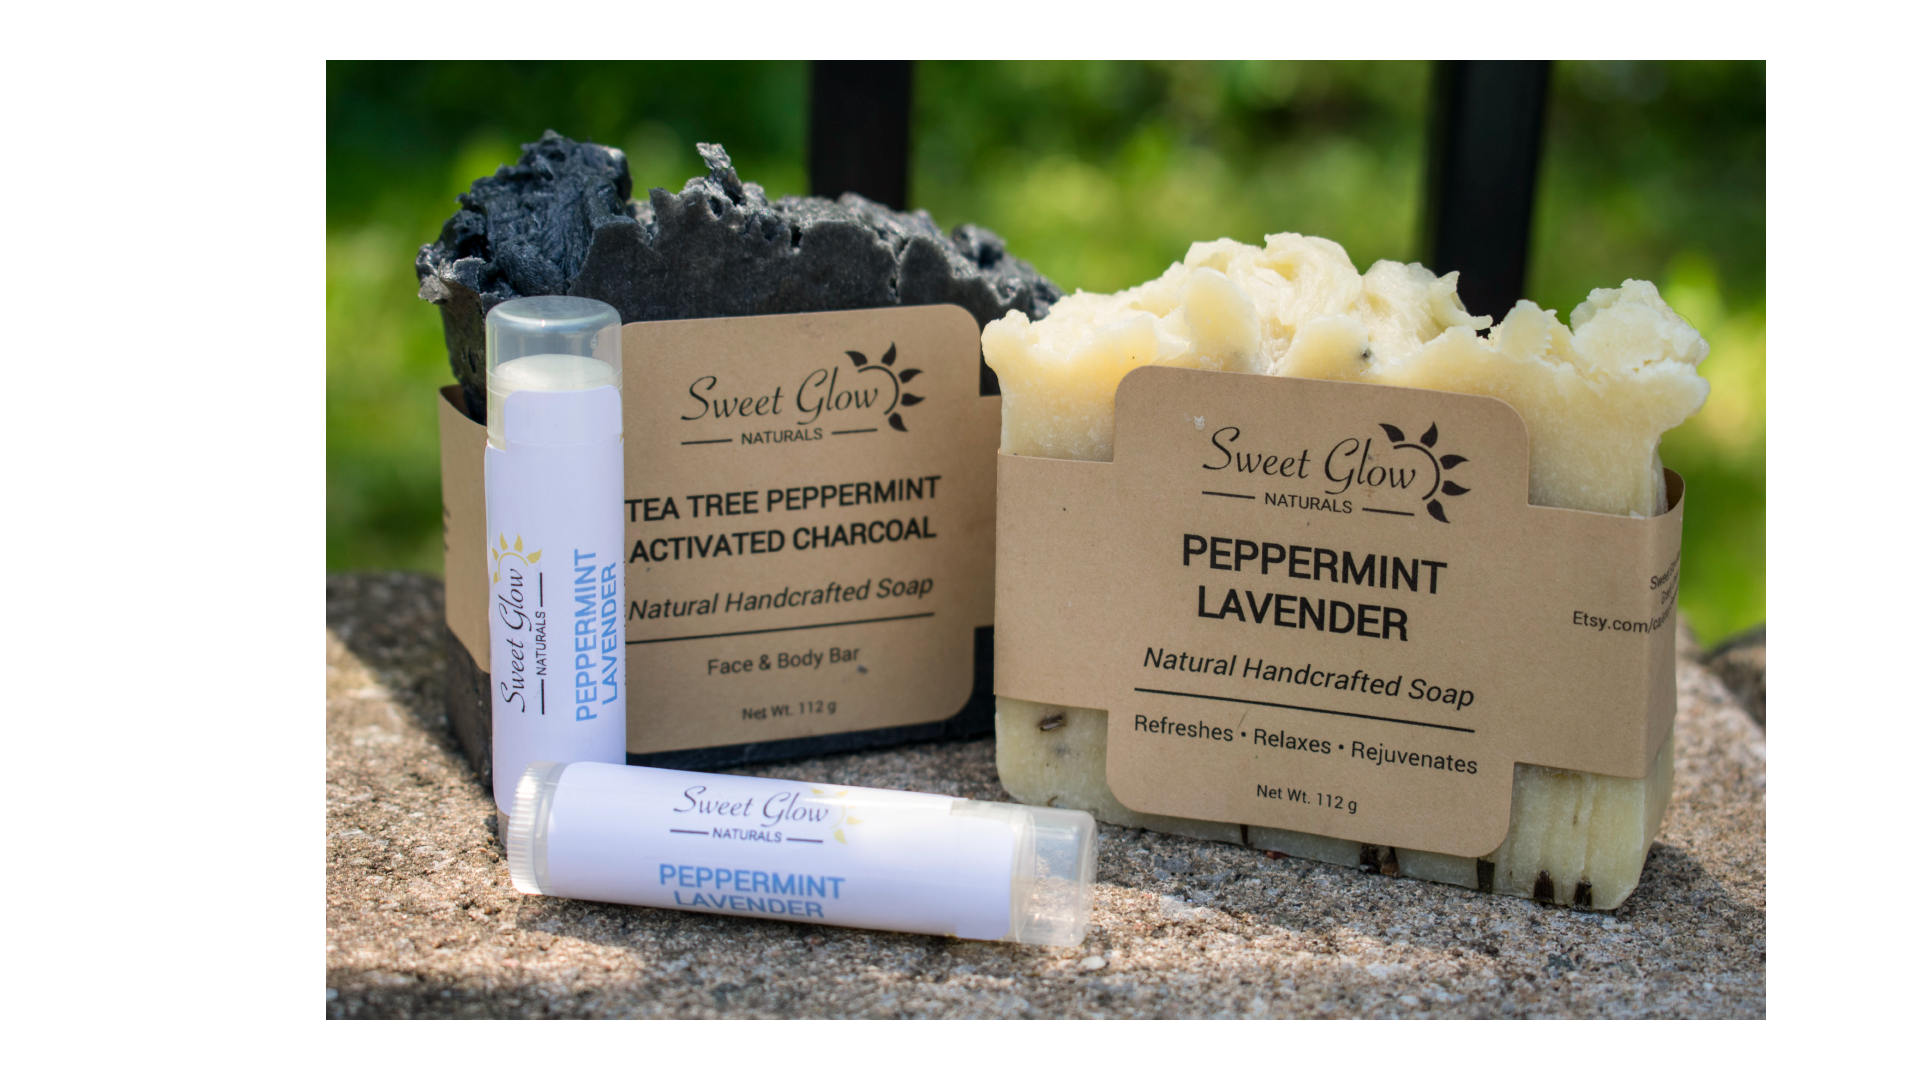 Sweet Glow
NATURALS
TEA TREE PEPPERMINT
ACTIVATED CHARCOAL
Natural Handcrafted Soap
Face & Body Bar
Net Wt. 112 g
Sweet Glow
NATURALS
PEPPERMINT
LAVENDER
Sweet Glow
NATURALS
PEPPERMINT
LAVENDER
Sweet Glow
NATURALS
PEPPERMINT
LAVENDER
Natural Handcrafted Soap
Refreshes • Relaxes • Rejuvenates
Net Wt. 112 g
Etsy.com/